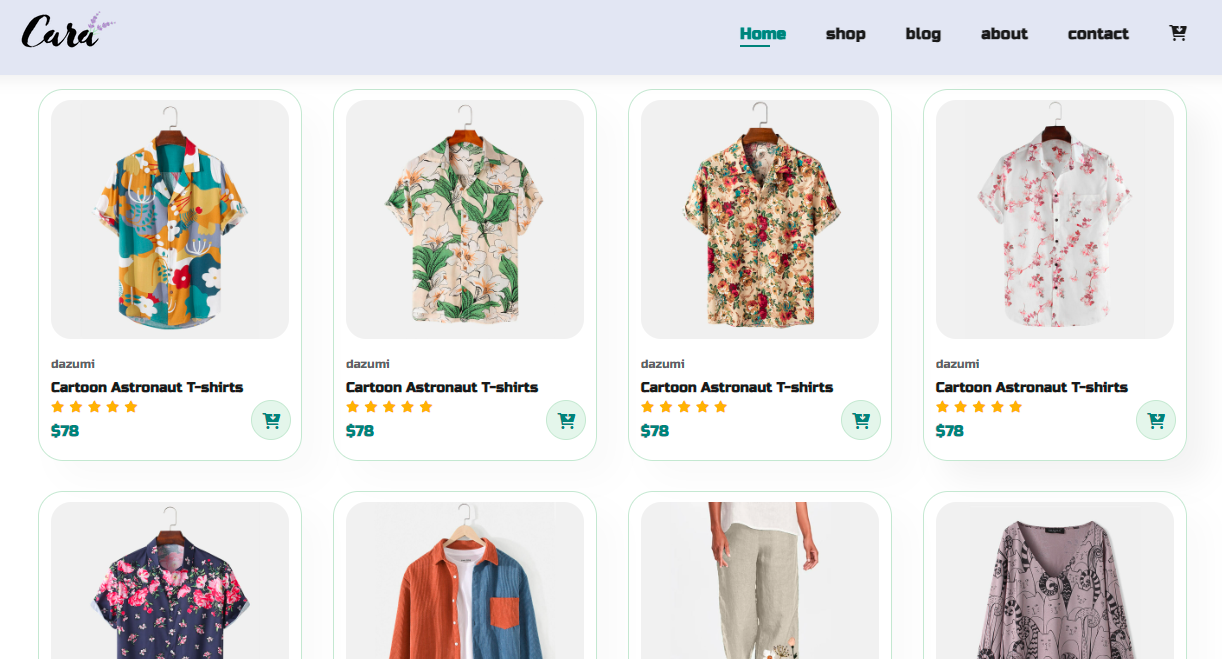 Cara
Home shop blog about contact
dazumi dazumi dazumi dazumi
Cartoon Astronaut T-shirts Cartoon Astronaut T-shirts Cartoon Astronaut T-shirts Cartoon Astronaut T-shirts
$78 $78 $78 $78